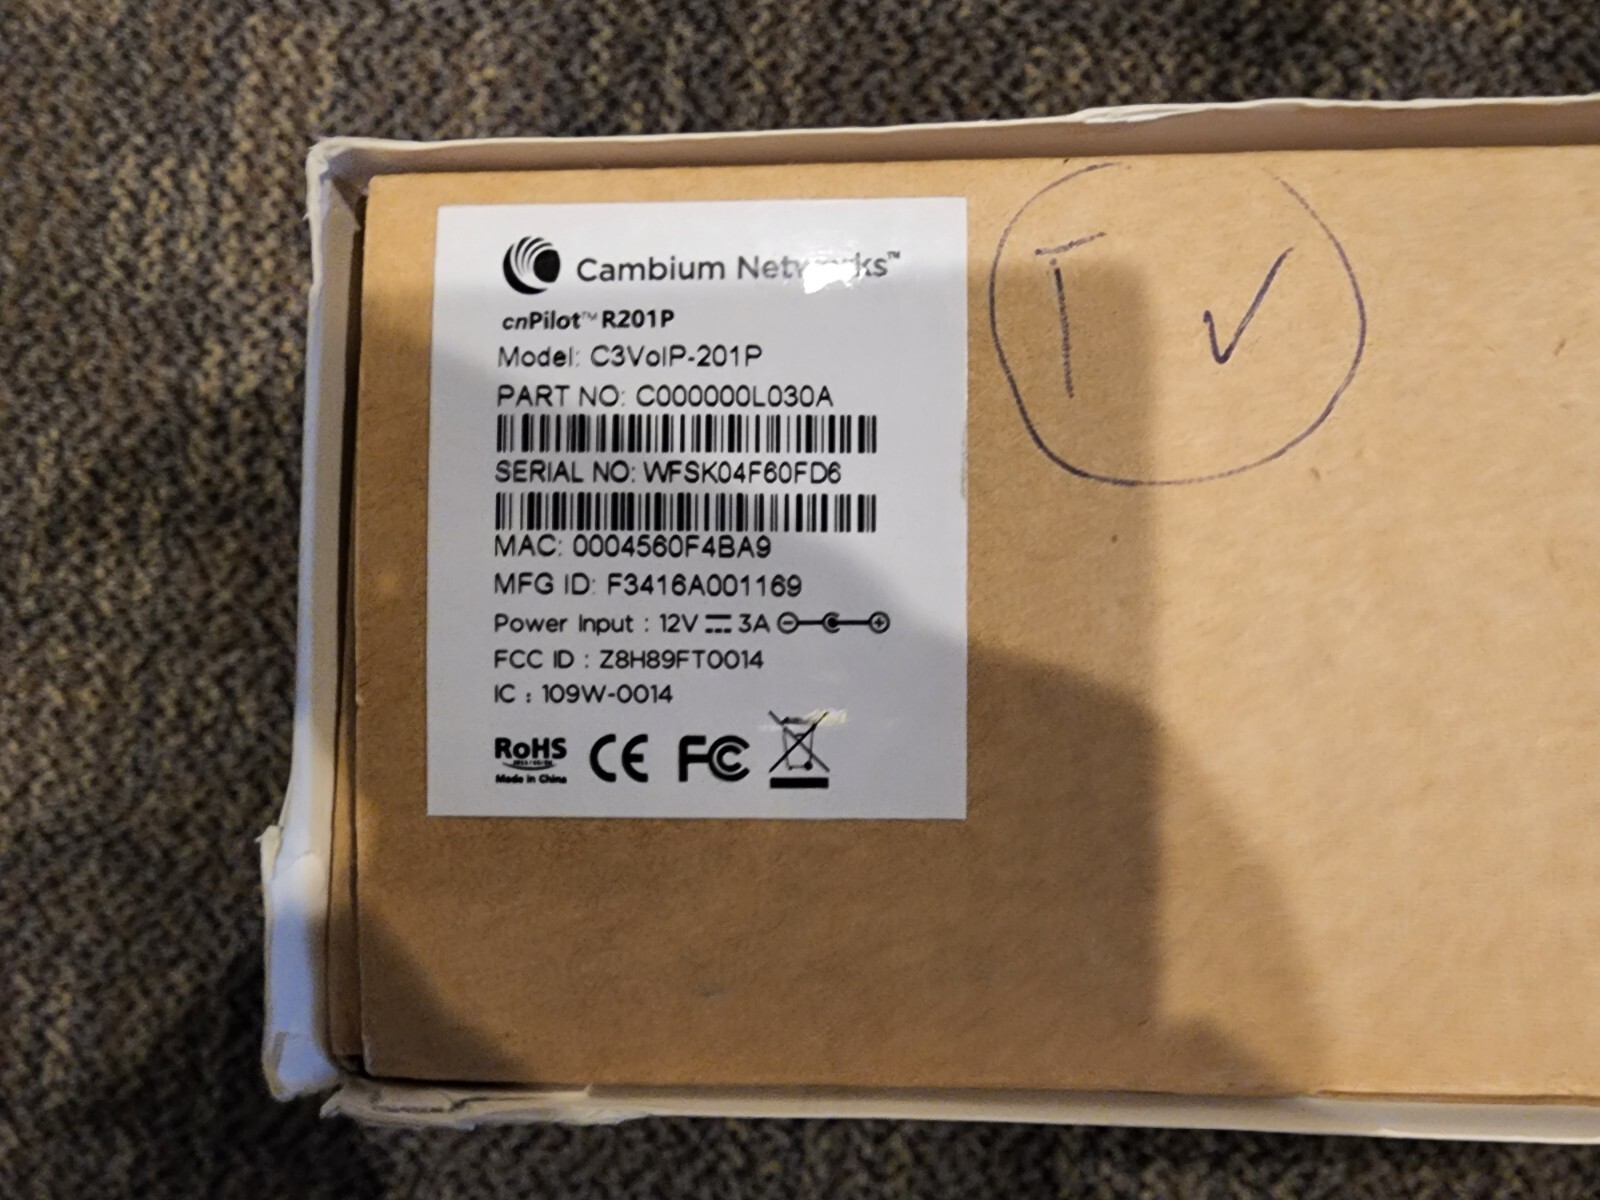 Cambium Networks™
cnPilot™ R201P
Model: C3VoIP-201P
PART NO: C000000L030A
SERIAL NO: WFSK04F60FD6
MAC: 0004560F4BA9
MFG ID: F3416A001169
Power Input : 12V 3A
FCC ID : Z8H89FT0014
IC : 109W-0014
RoHS CE FC
Made in China